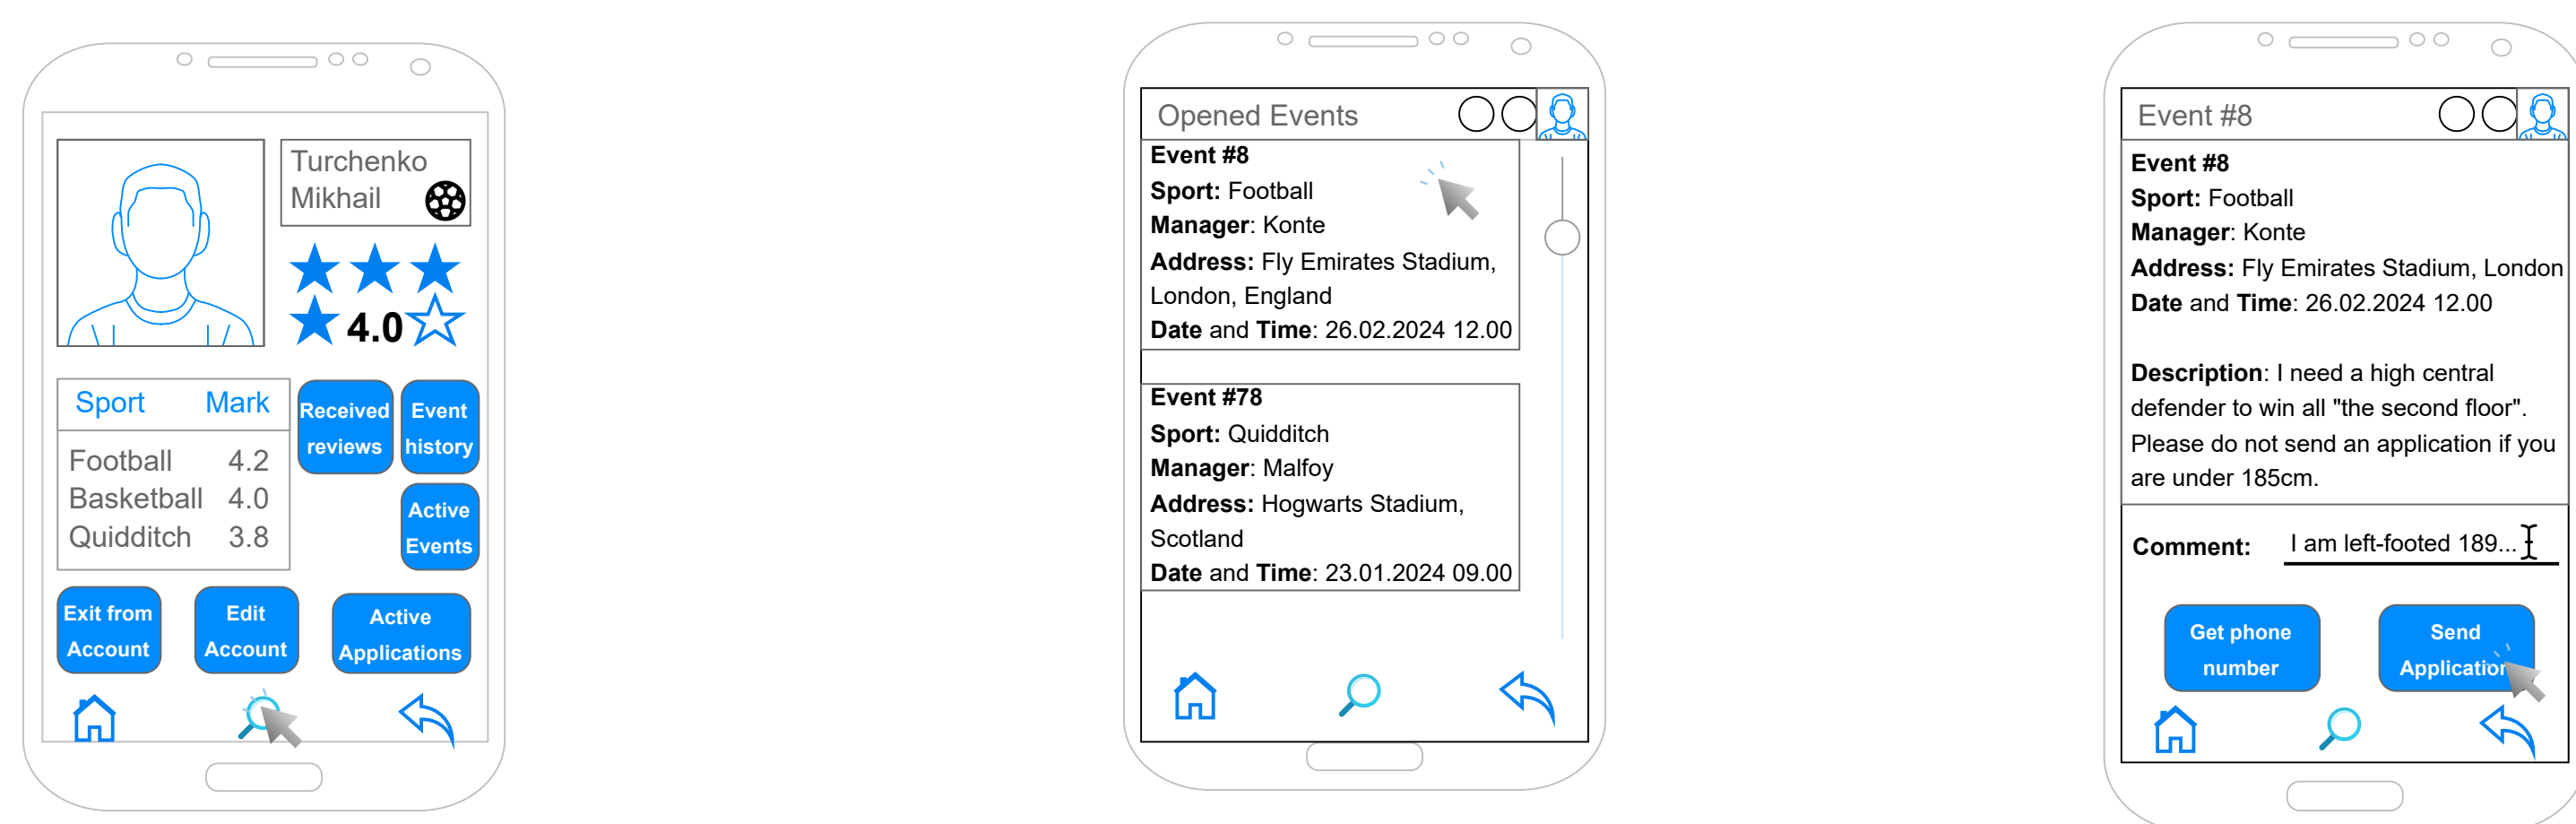 Turchenko
Mikhail
4.0
Sport Mark
Football 4.2
Basketball 4.0
Quidditch 3.8
Received
reviews
Event
history
Active
Events
Exit from
Account
Edit
Account
Active
Applications
Opened Events
Event #8
Sport: Football
Manager: Konte
Address: Fly Emirates Stadium,
London, England
Date and Time: 26.02.2024 12.00
Event #78
Sport: Quidditch
Manager: Malfoy
Address: Hogwarts Stadium,
Scotland
Date and Time: 23.01.2024 09.00
Event #8
Event #8
Sport: Football
Manager: Konte
Address: Fly Emirates Stadium, London
Date and Time: 26.02.2024 12.00
Description: I need a high central
defender to win all "the second floor".
Please do not send an application if you
are under 185cm.
Comment: I am left-footed 189...
Get phone
number
Send
Application